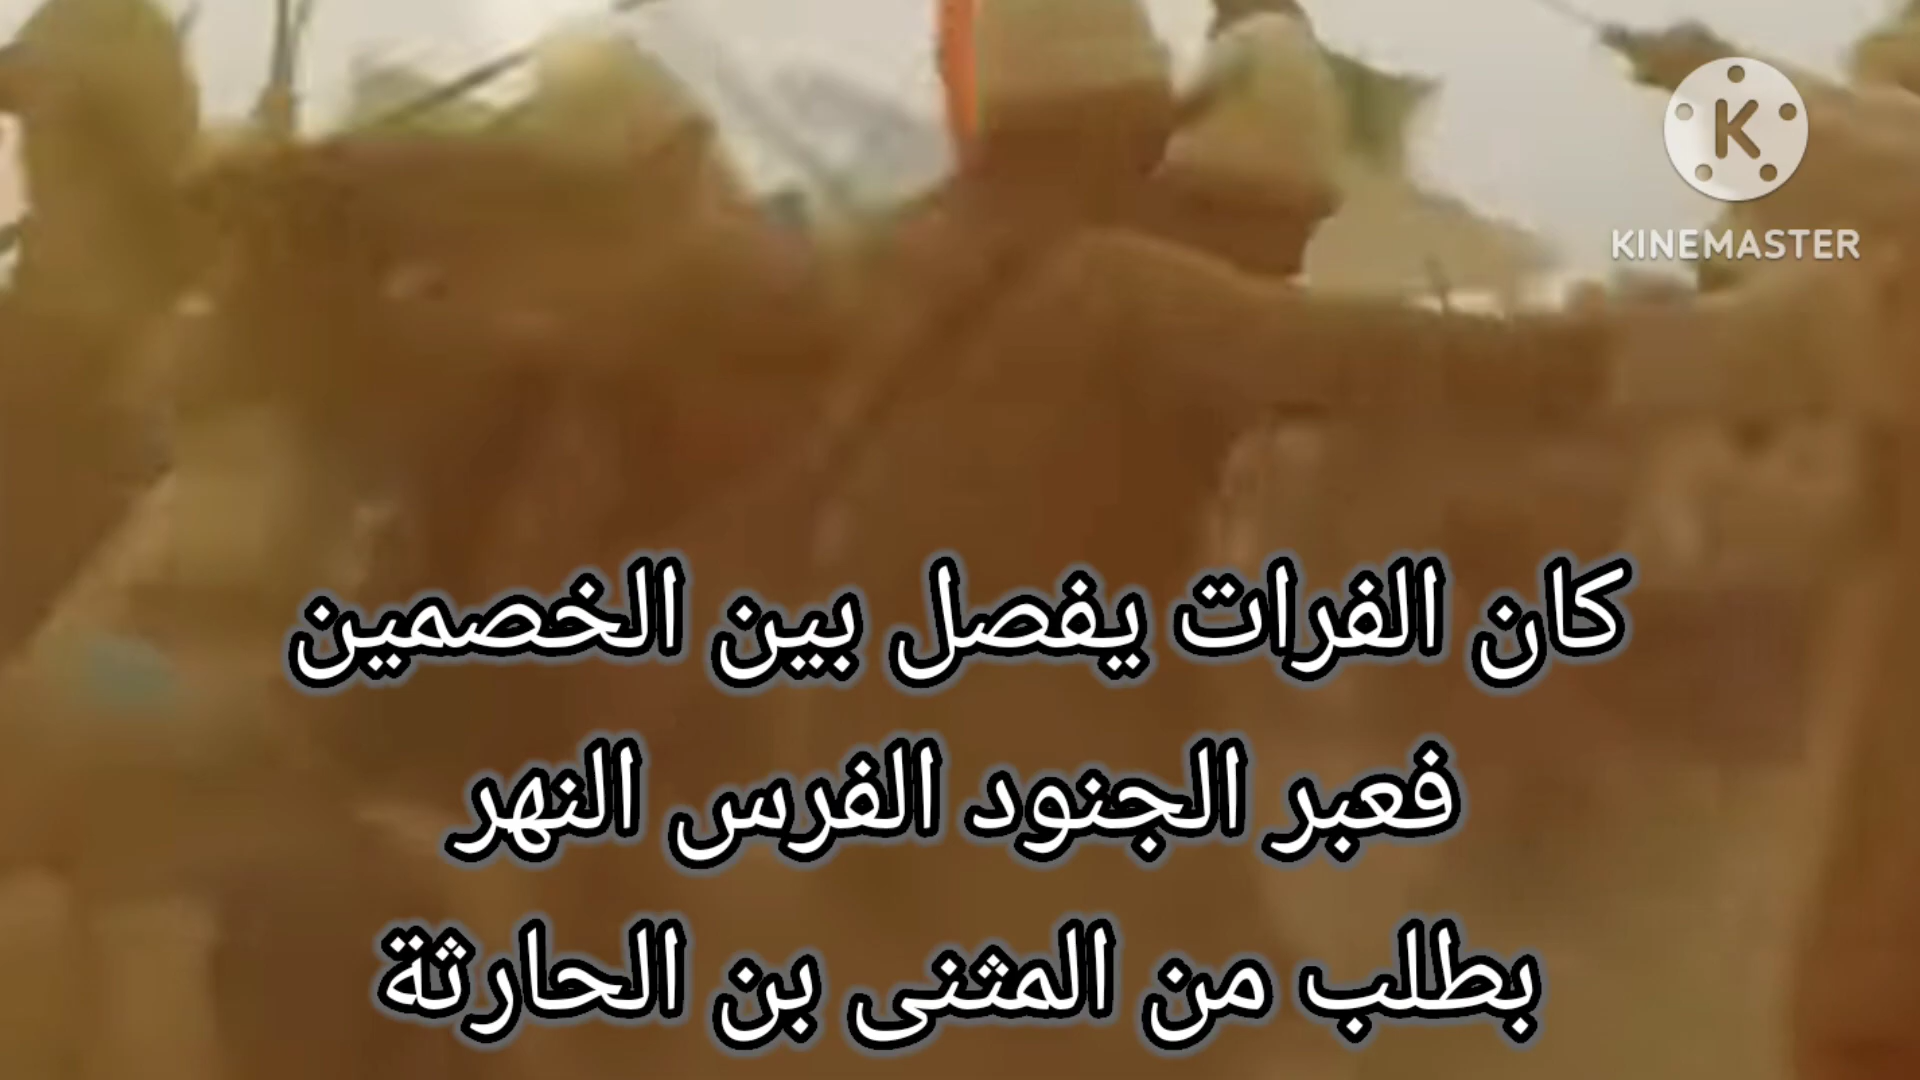 K
KINEMASTER
كان الفرات يفصل بين الخصمين
فعبر الجنود الفرس النهر
بطلب من المثنى بن الحارثة